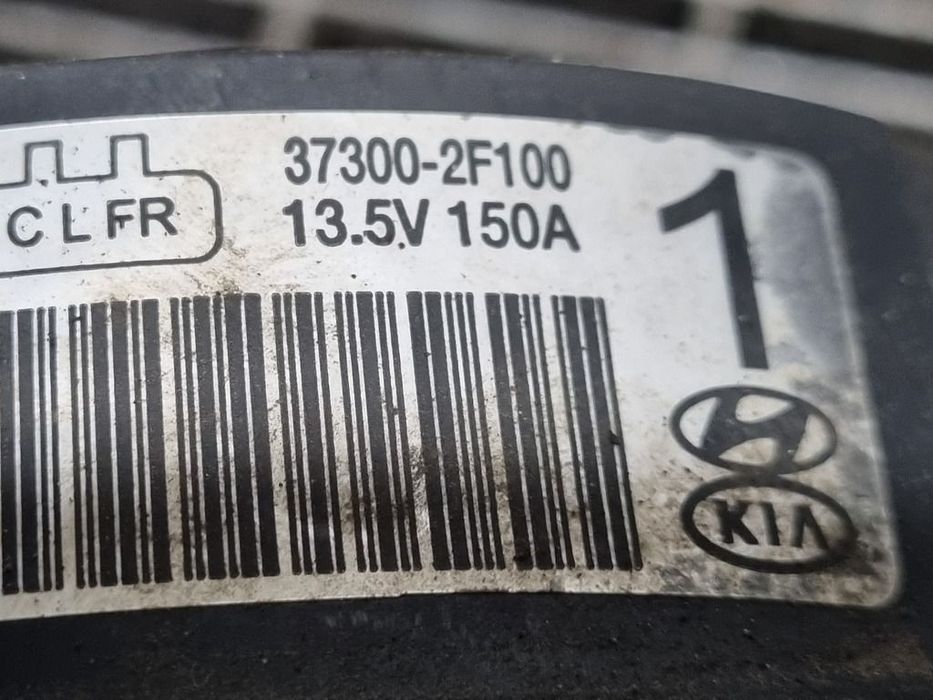 37300-2F100
C L FR 13.5V 150A
1
KIA